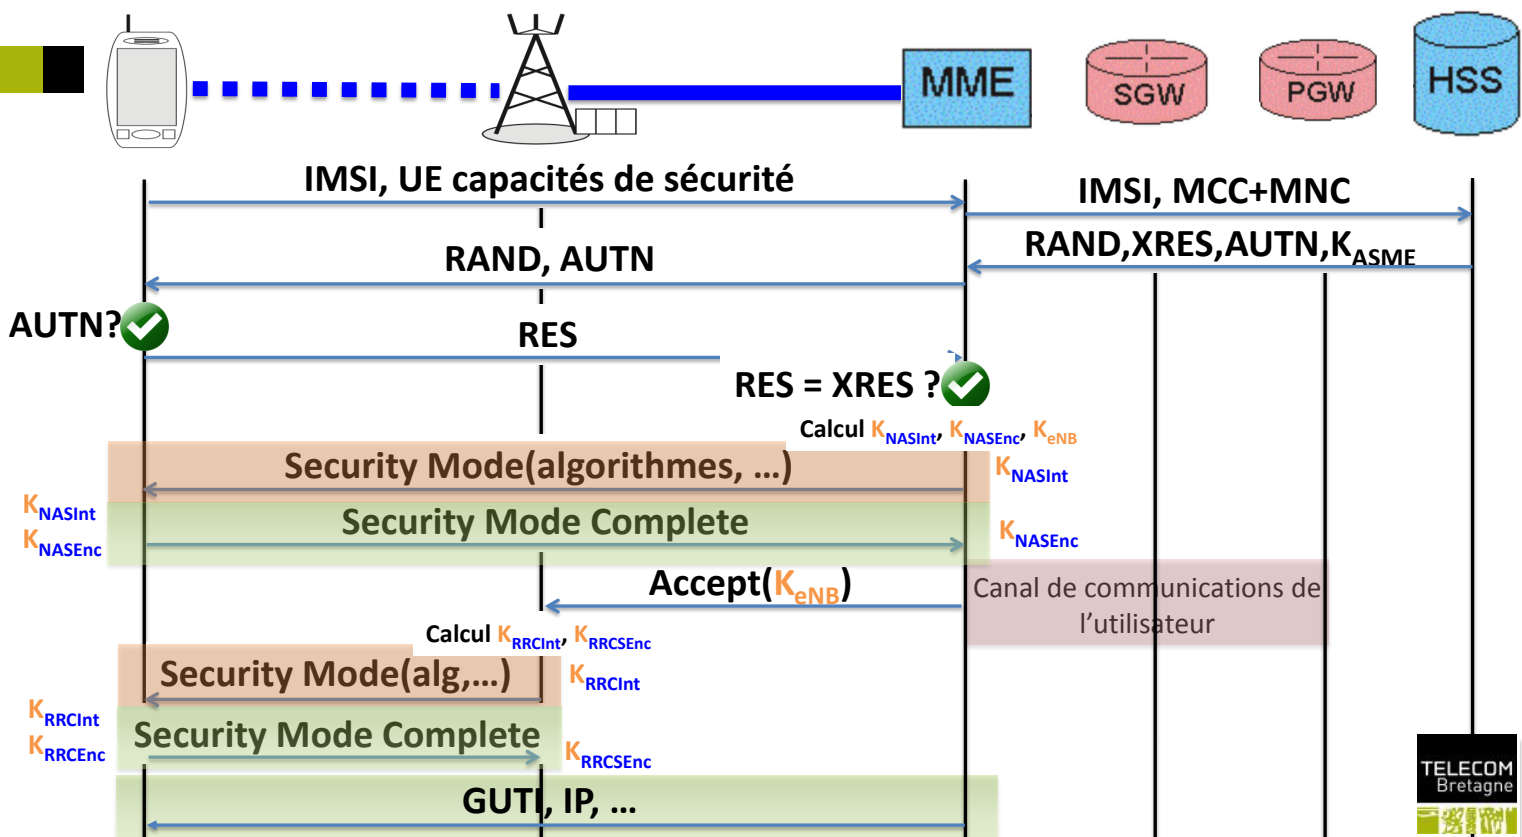 MME
SGW
PGW
HSS
IMSI, UE capacités de sécurité
IMSI, MCC+MNC
RAND,XRES,AUTN,KASME
RAND, AUTN
AUTN?
RES
RES = XRES ?
Calcul KNASInt, KNASEnc, KeNB
Security Mode(algorithmes, …)
KNASInt
KNASInt
KNASEnc
Security Mode Complete
KNASEnc
Accept(KeNB)
Canal de communications de
l'utilisateur
Calcul KRRCInt, KRRCSEnc
Security Mode(alg,…)
KRRCInt
KRRCInt
KRRCEnc
Security Mode Complete
KRRCSEnc
GUTI, IP, …
TELECOM
Bretagne